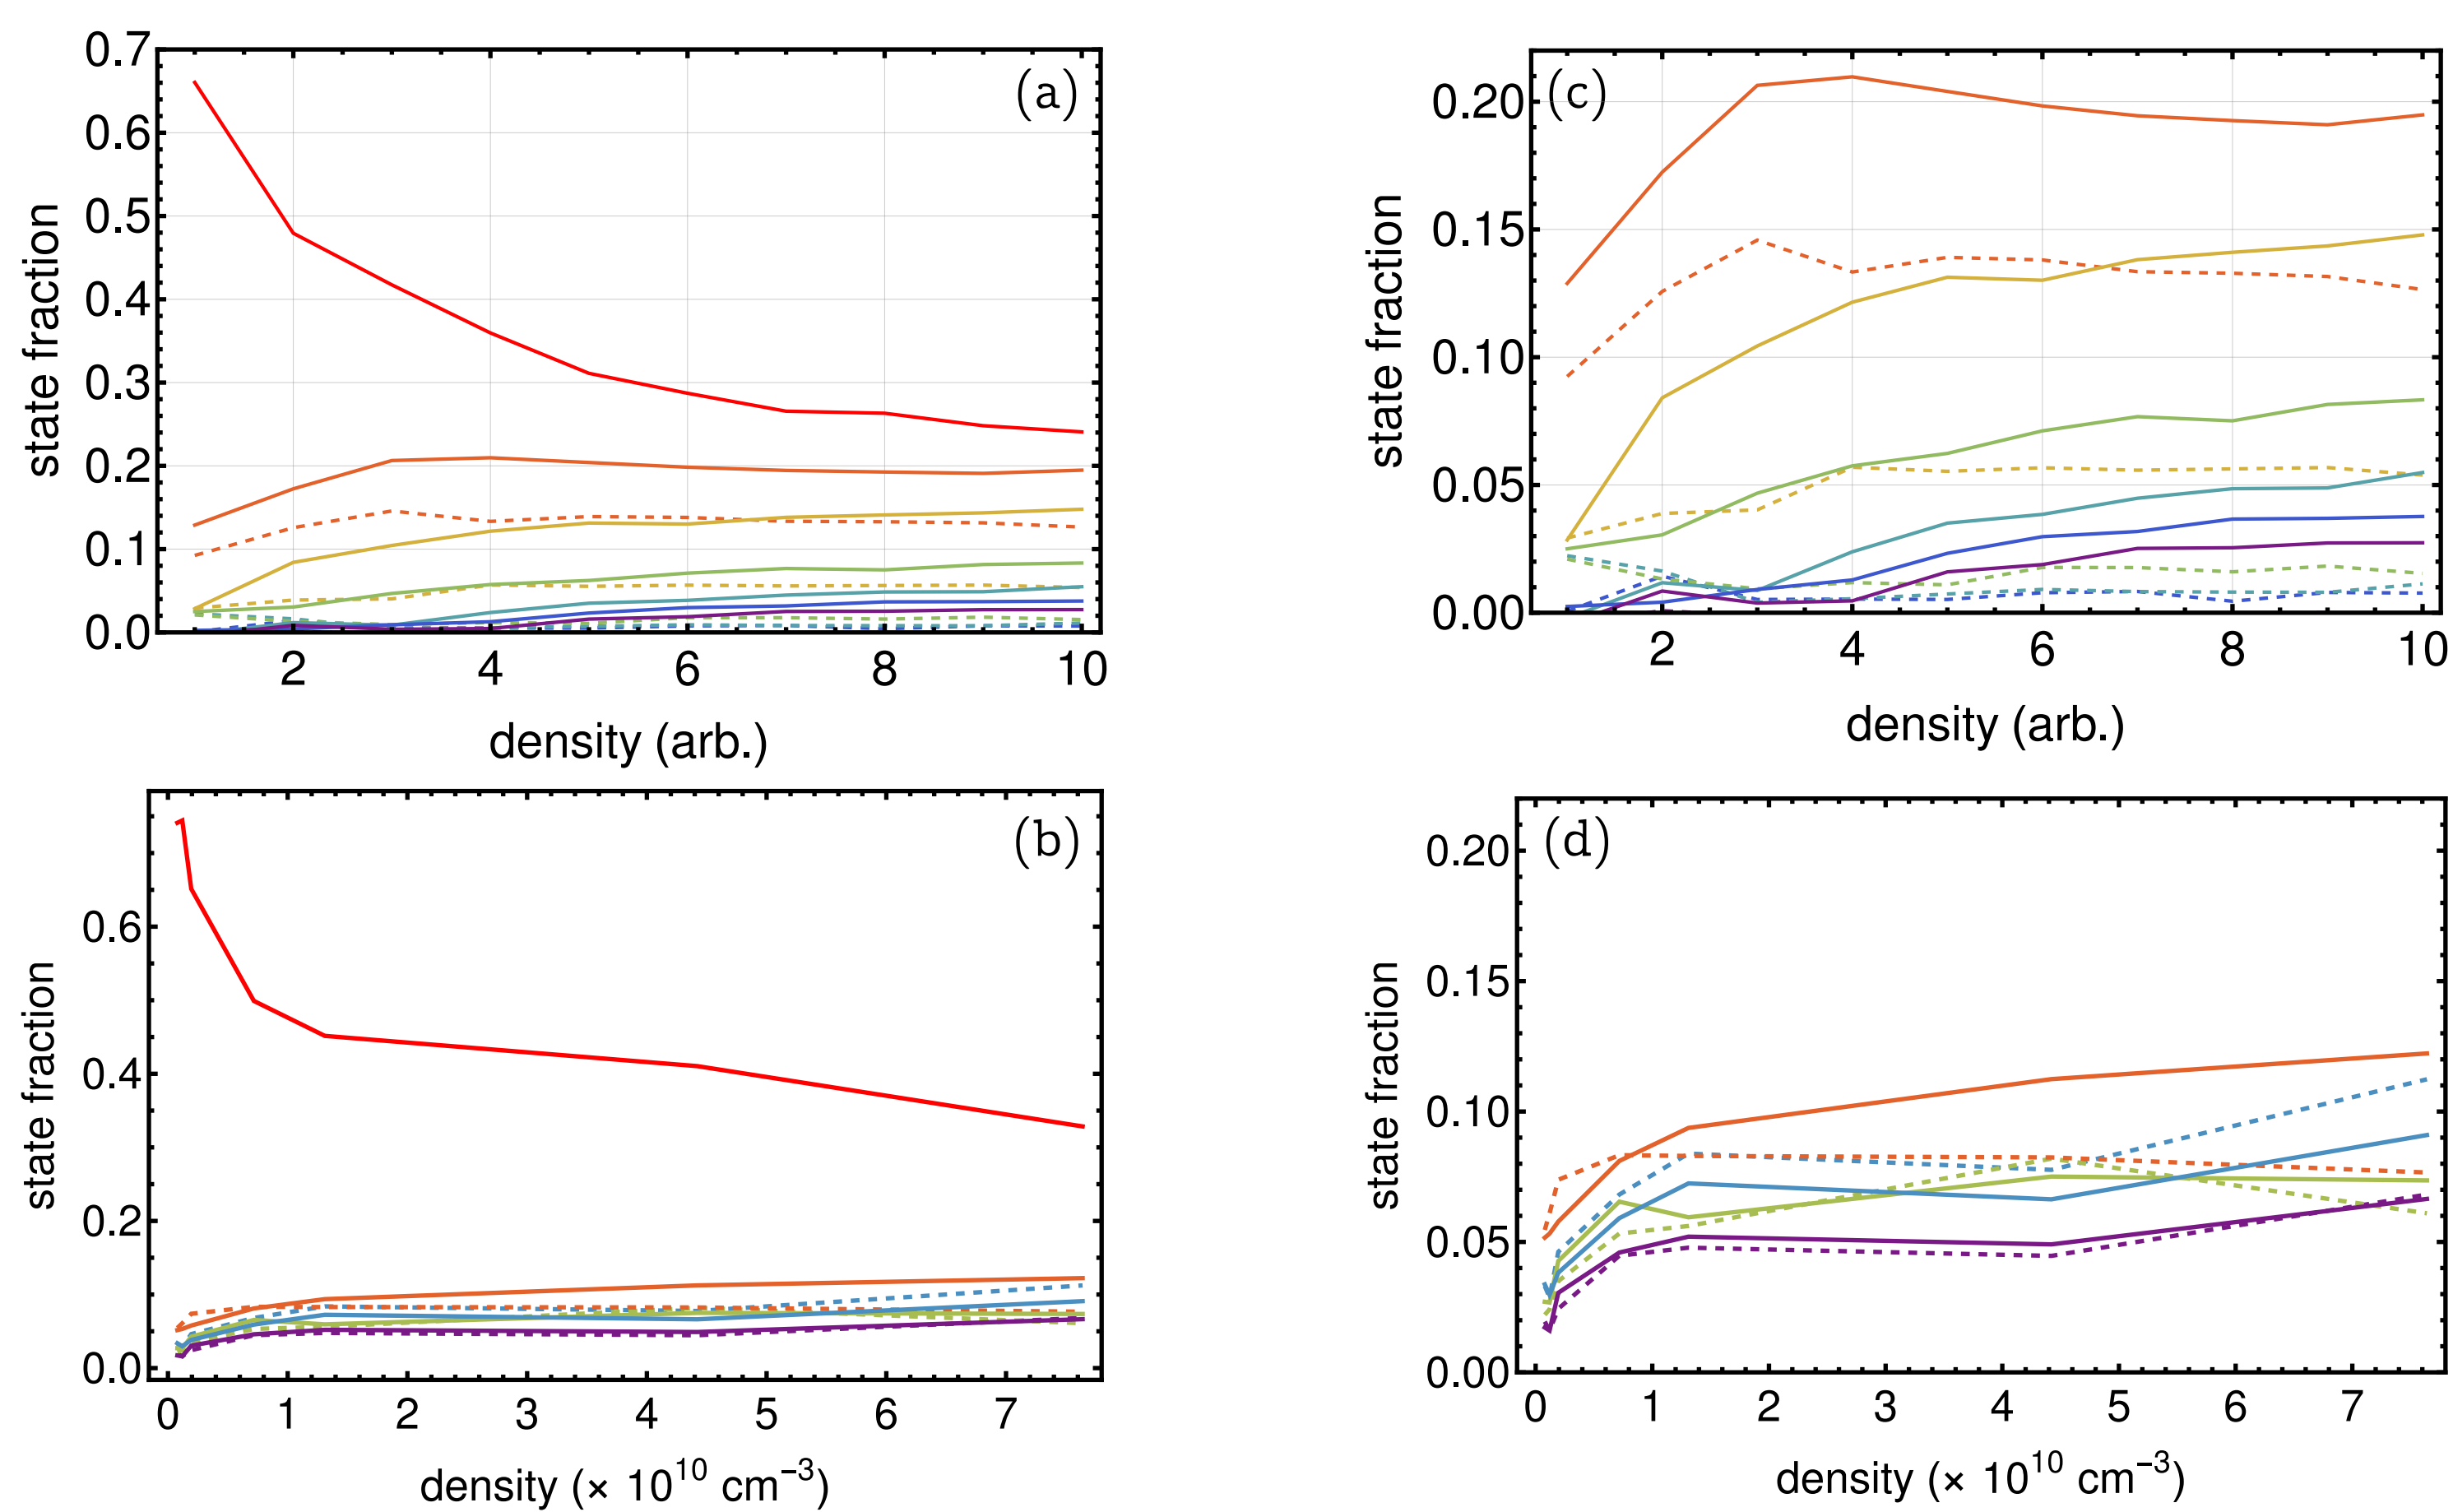 (a)
0.7
0.6
0.5
0.4
0.3
0.2
0.1
0.0
state fraction
2 4 6 8 10
density (arb.)
(c)
0.20
0.15
0.10
0.05
0.00
state fraction
2 4 6 8 10
density (arb.)
(b)
0.6
0.4
0.2
0.0
state fraction
0 1 2 3 4 5 6 7
density (× 10¹⁰ cm⁻³)
(d)
0.20
0.15
0.10
0.05
0.00
state fraction
0 1 2 3 4 5 6 7
density (× 10¹⁰ cm⁻³)